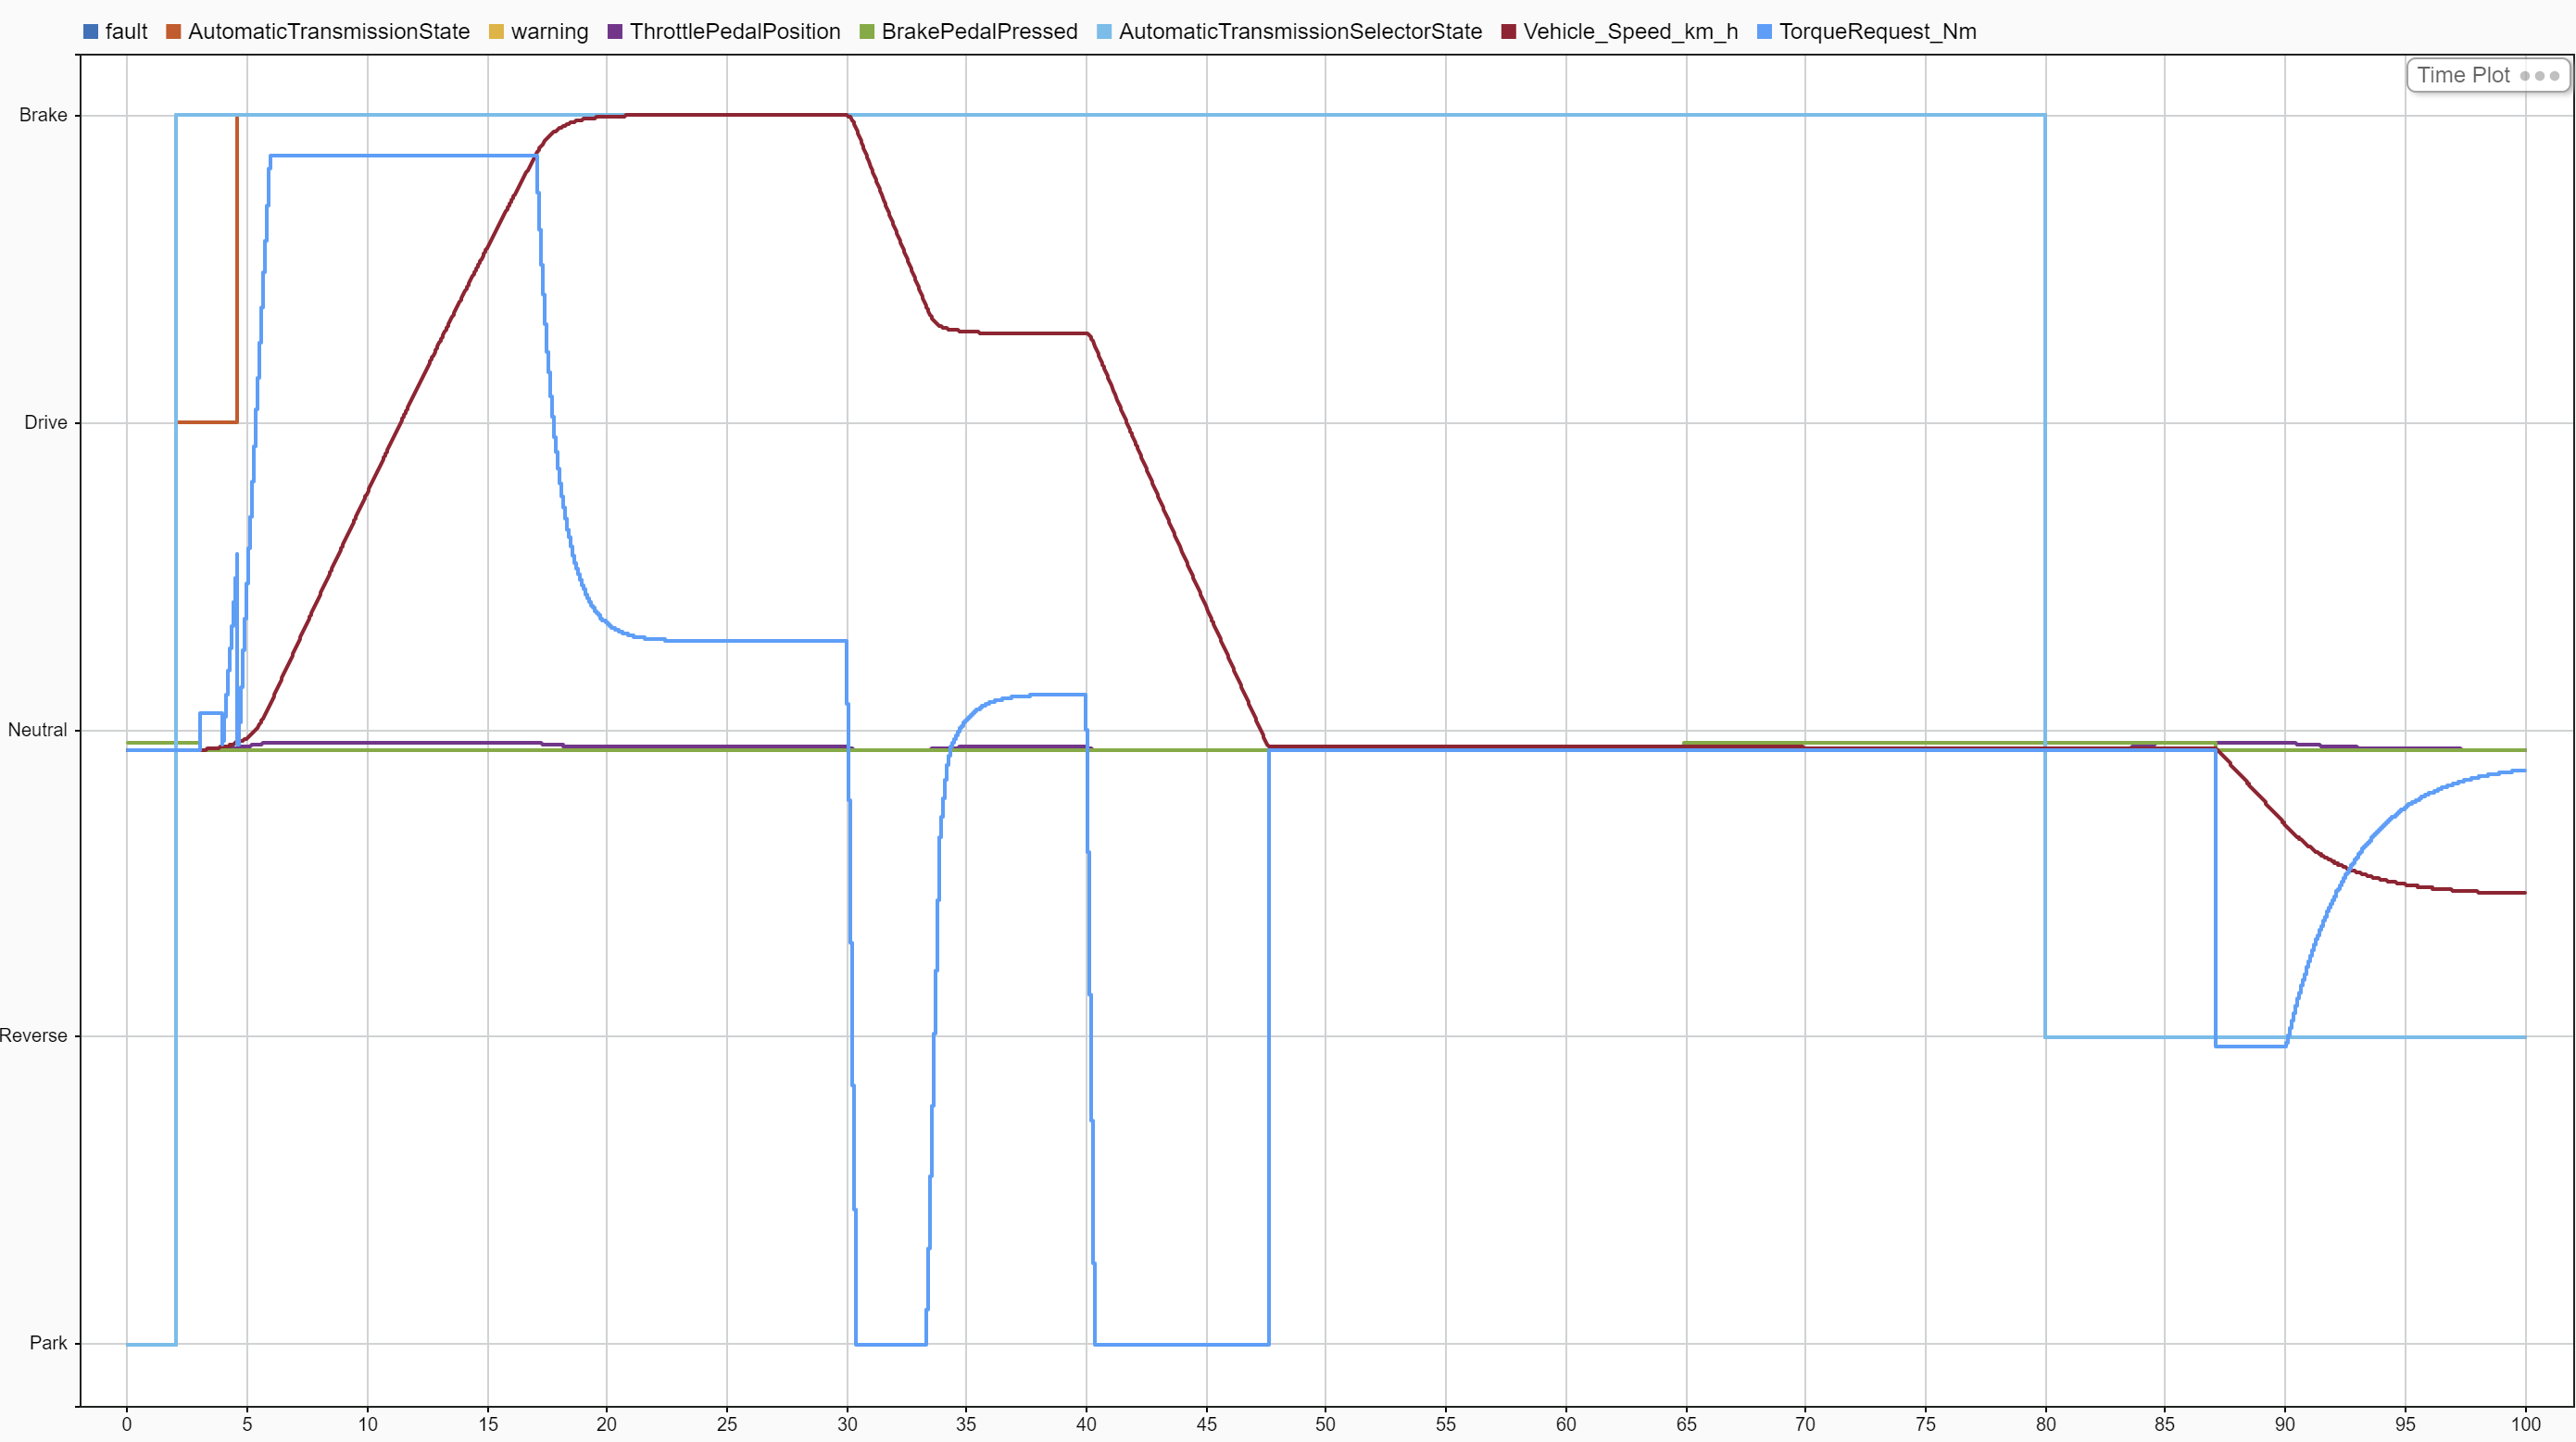 fault AutomaticTransmissionState warning ThrottlePedalPosition BrakePedalPressed AutomaticTransmissionSelectorState Vehicle_Speed_km_h TorqueRequest_Nm
Time Plot
Brake
Drive
Neutral
Reverse
Park
0 5 10 15 20 25 30 35 40 45 50 55 60 65 70 75 80 85 90 95 100